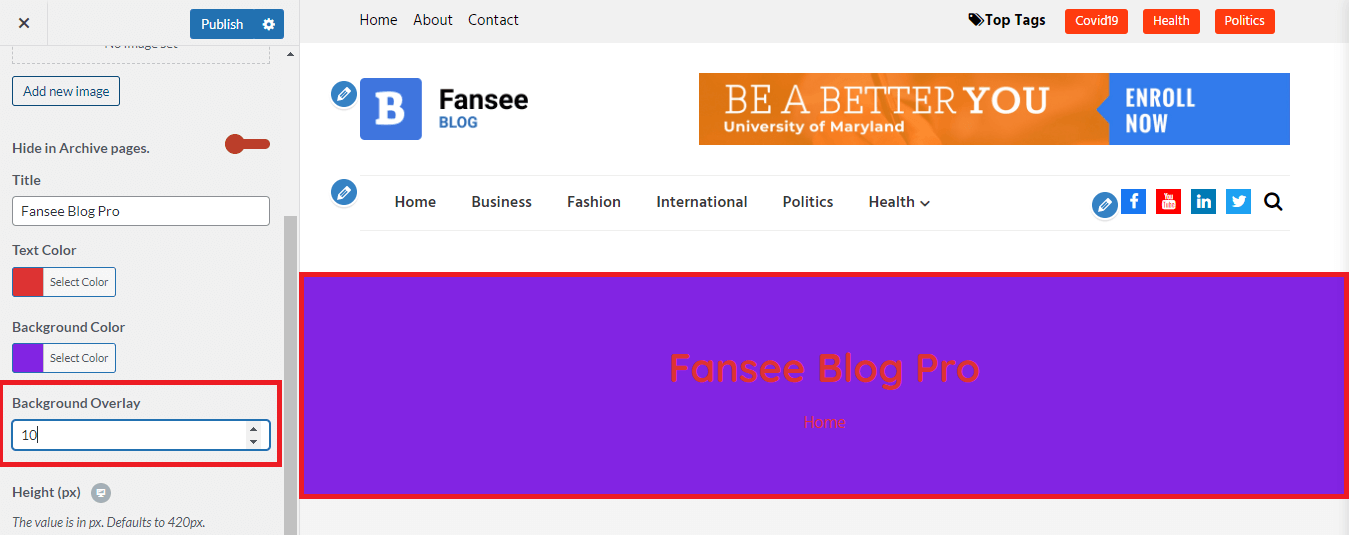 Publish
No image set
Add new image
Hide in Archive pages.
Title
Fansee Blog Pro
Text Color
Select Color
Background Color
Select Color
Background Overlay
10
Height (px)
The value is in px. Defaults to 420px.
Home About Contact
Top Tags Covid19 Health Politics
B Fansee
BLOG
BE A BETTER YOU
University of Maryland
ENROLL
NOW
Home Business Fashion International Politics Health
f You Tube in
Fansee Blog Pro
Home